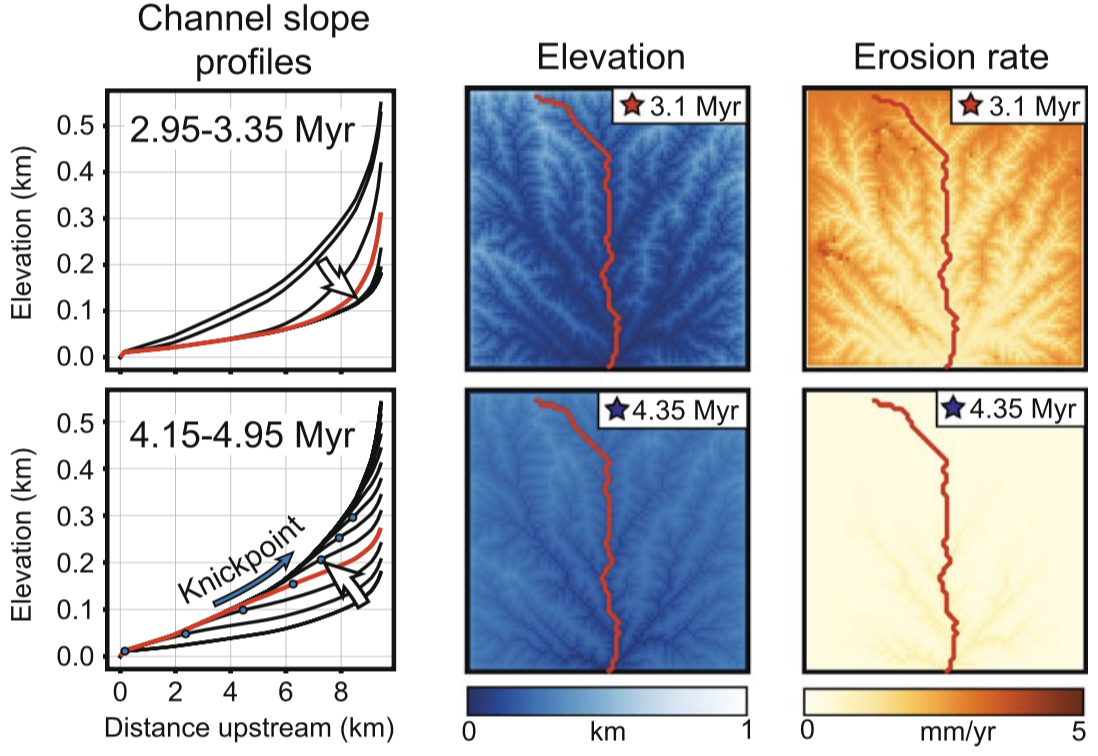 Channel slope
profiles
Elevation
Erosion rate
Elevation (km)
0.5
0.4
0.3
0.2
0.1
0.0
2.95-3.35 Myr
3.1 Myr
3.1 Myr
Elevation (km)
0.5
0.4
0.3
0.2
0.1
0.0
4.15-4.95 Myr
Knickpoint
4.35 Myr
4.35 Myr
0 2 4 6 8
Distance upstream (km)
0 km 1
0 mm/yr 5